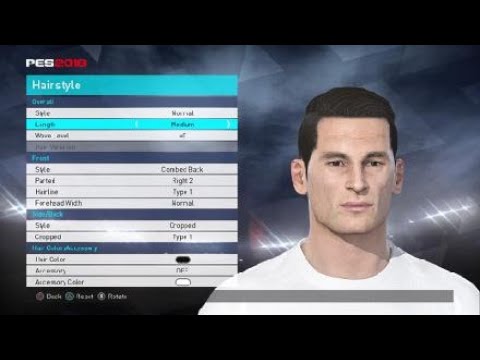 PES2018
Hairstyle
Overall
Style Normal
Length Medium
Wave Level
Front
Style Combed Back
Parted Right 2
Hairline Type 1
Forehead Width Normal
Side/Back
Style Cropped
Cropped Type 1
Hair Color/Accessory
Hair Color
Accessory OFF
Accessory Color
Back Reset Rotate